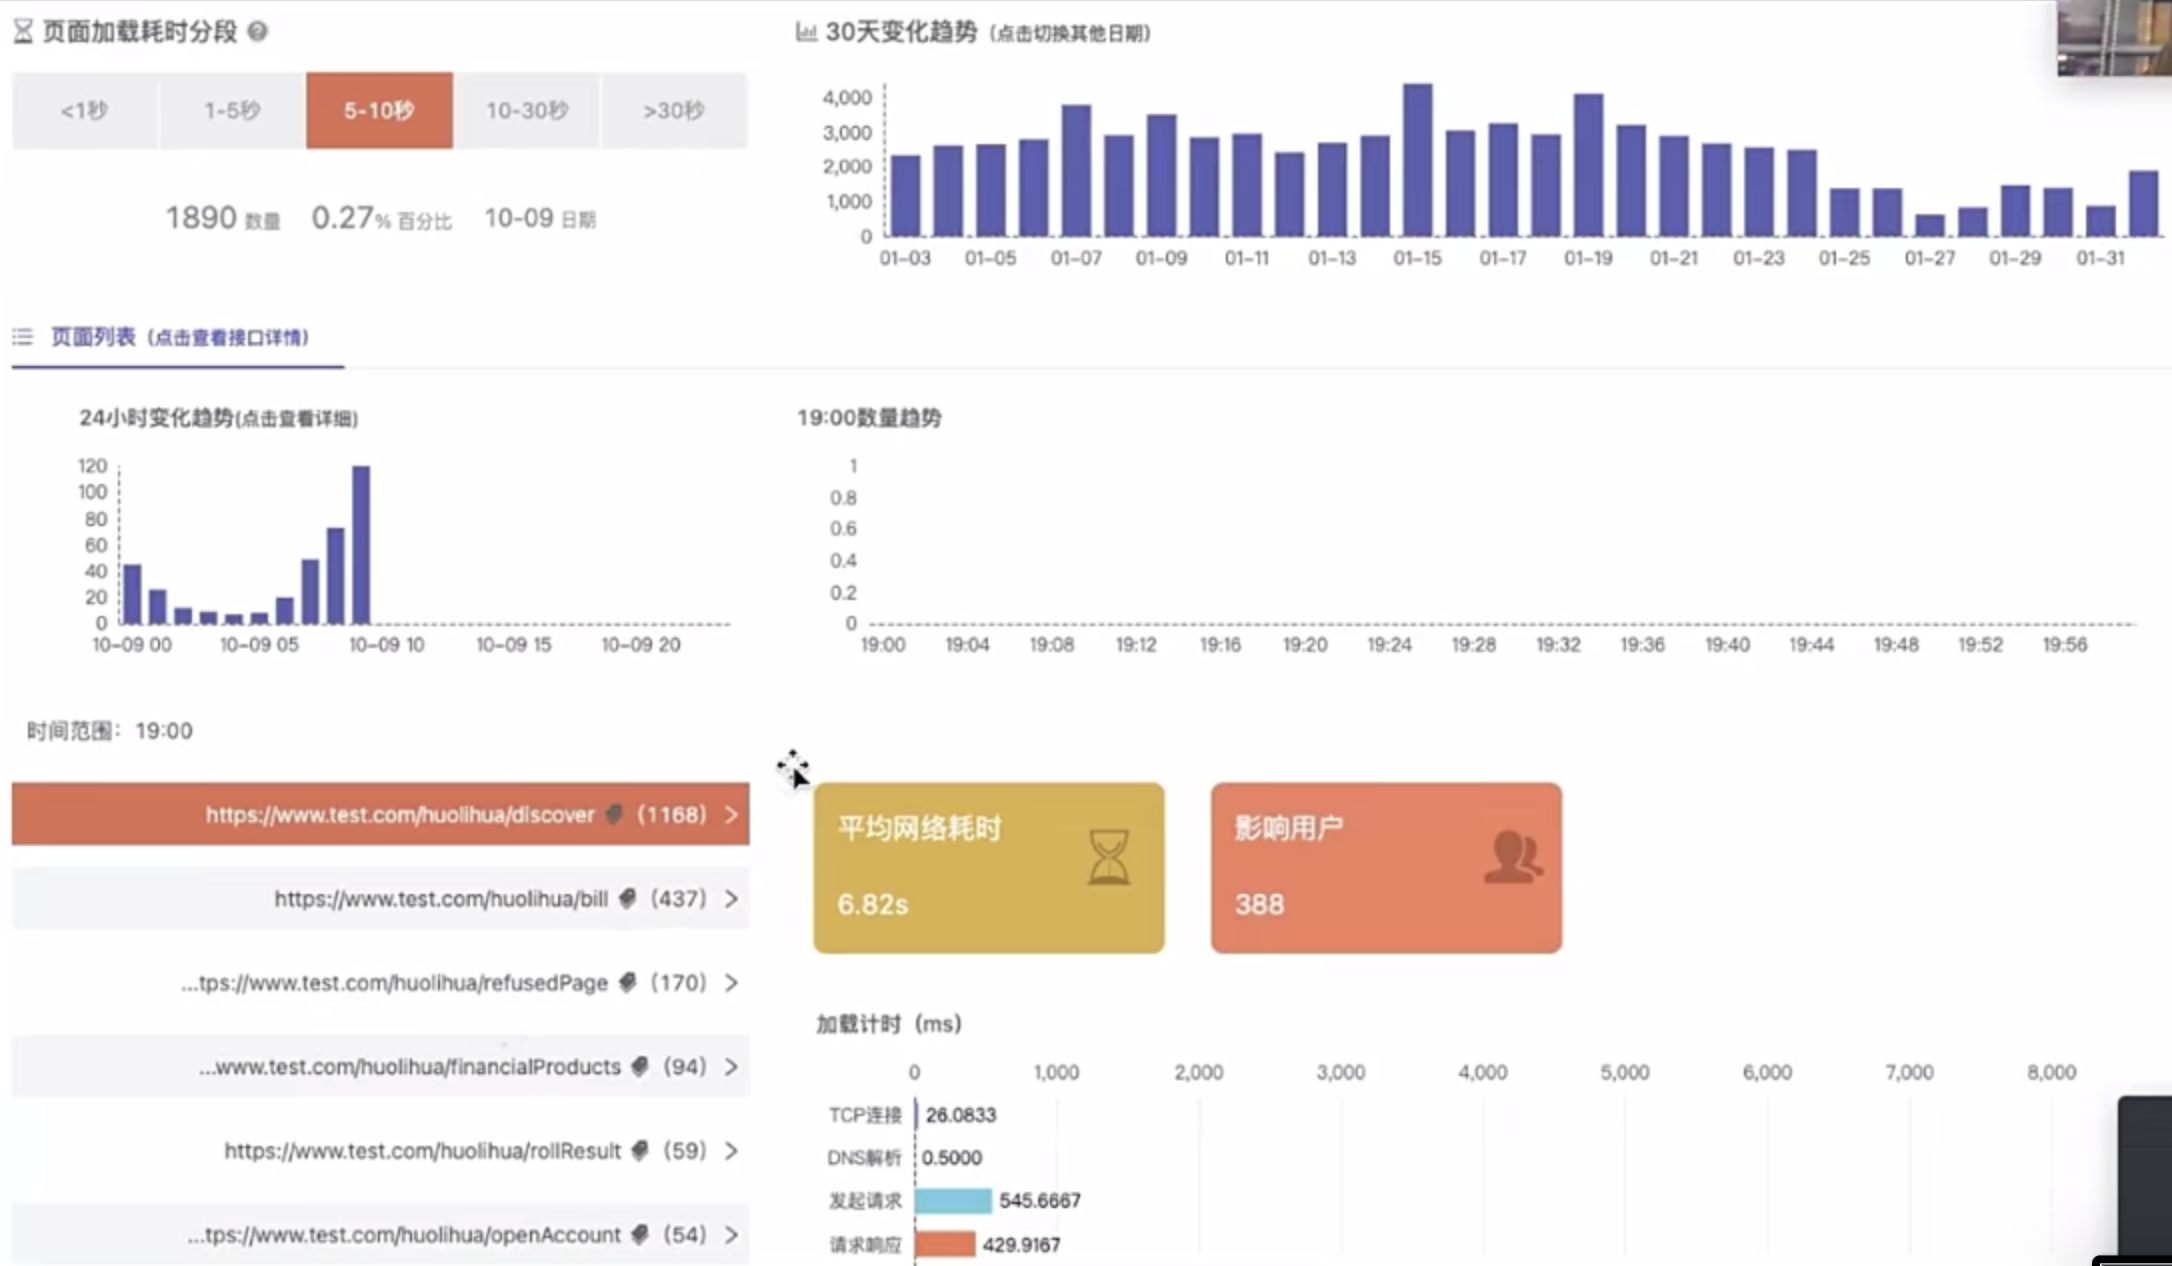 页面加载耗时分段
<1秒 1-5秒 5-10秒 10-30秒 >30秒
1890 数量 0.27% 百分比 10-09 日期
30天变化趋势（点击切换其他日期）
4,000
3,000
2,000
1,000
0
01-03 01-05 01-07 01-09 01-11 01-13 01-15 01-17 01-19 01-21 01-23 01-25 01-27 01-29 01-31
页面列表（点击查看接口详情）
24小时变化趋势(点击查看详细)
120
100
80
60
40
20
0
10-09 00 10-09 05 10-09 10 10-09 15 10-09 20
19:00数量趋势
1
0.8
0.6
0.4
0.2
0
19:00 19:04 19:08 19:12 19:16 19:20 19:24 19:28 19:32 19:36 19:40 19:44 19:48 19:52 19:56
时间范围：19:00
https://www.test.com/huolihua/discover (1168) >
https://www.test.com/huolihua/bill (437) >
...tps://www.test.com/huolihua/refusedPage (170) >
...www.test.com/huolihua/financialProducts (94) >
https://www.test.com/huolihua/rollResult (59) >
...tps://www.test.com/huolihua/openAccount (54) >
平均网络耗时
6.82s
影响用户
388
加载计时（ms）
0 1,000 2,000 3,000 4,000 5,000 6,000 7,000 8,000
TCP连接 26.0833
DNS解析 0.5000
发起请求 545.6667
请求响应 429.9167